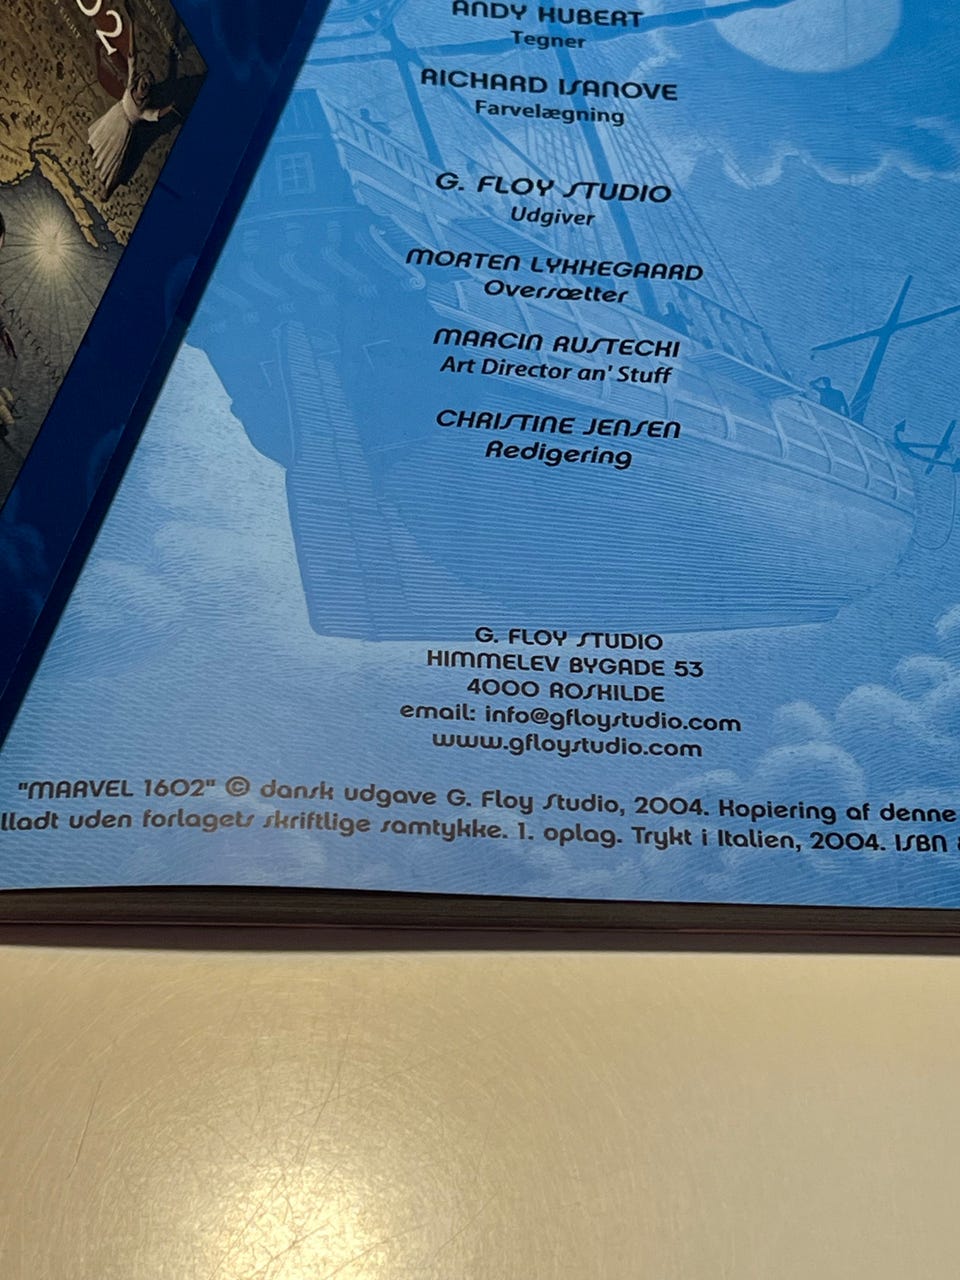 ANDY HUBERT
Tegner
RICHARD ISANOVE
Farvelægning
G. FLOY STUDIO
Udgiver
MORTEN LYKKEGAARD
Oversætter
MARCIN RUSTECKI
Art Director an' Stuff
CHRISTINE JENSEN
Redigering
G. FLOY STUDIO
HIMMELEV BYGADE 53
4000 ROSKILDE
email: info@gfloystudio.com
www.gfloystudio.com
"MARVEL 1602" © dansk udgave G. Floy Studio, 2004. Kopiering af denne
lladt uden forlagets skriftlige samtykke. 1. oplag. Trykt i Italien, 2004. ISBN